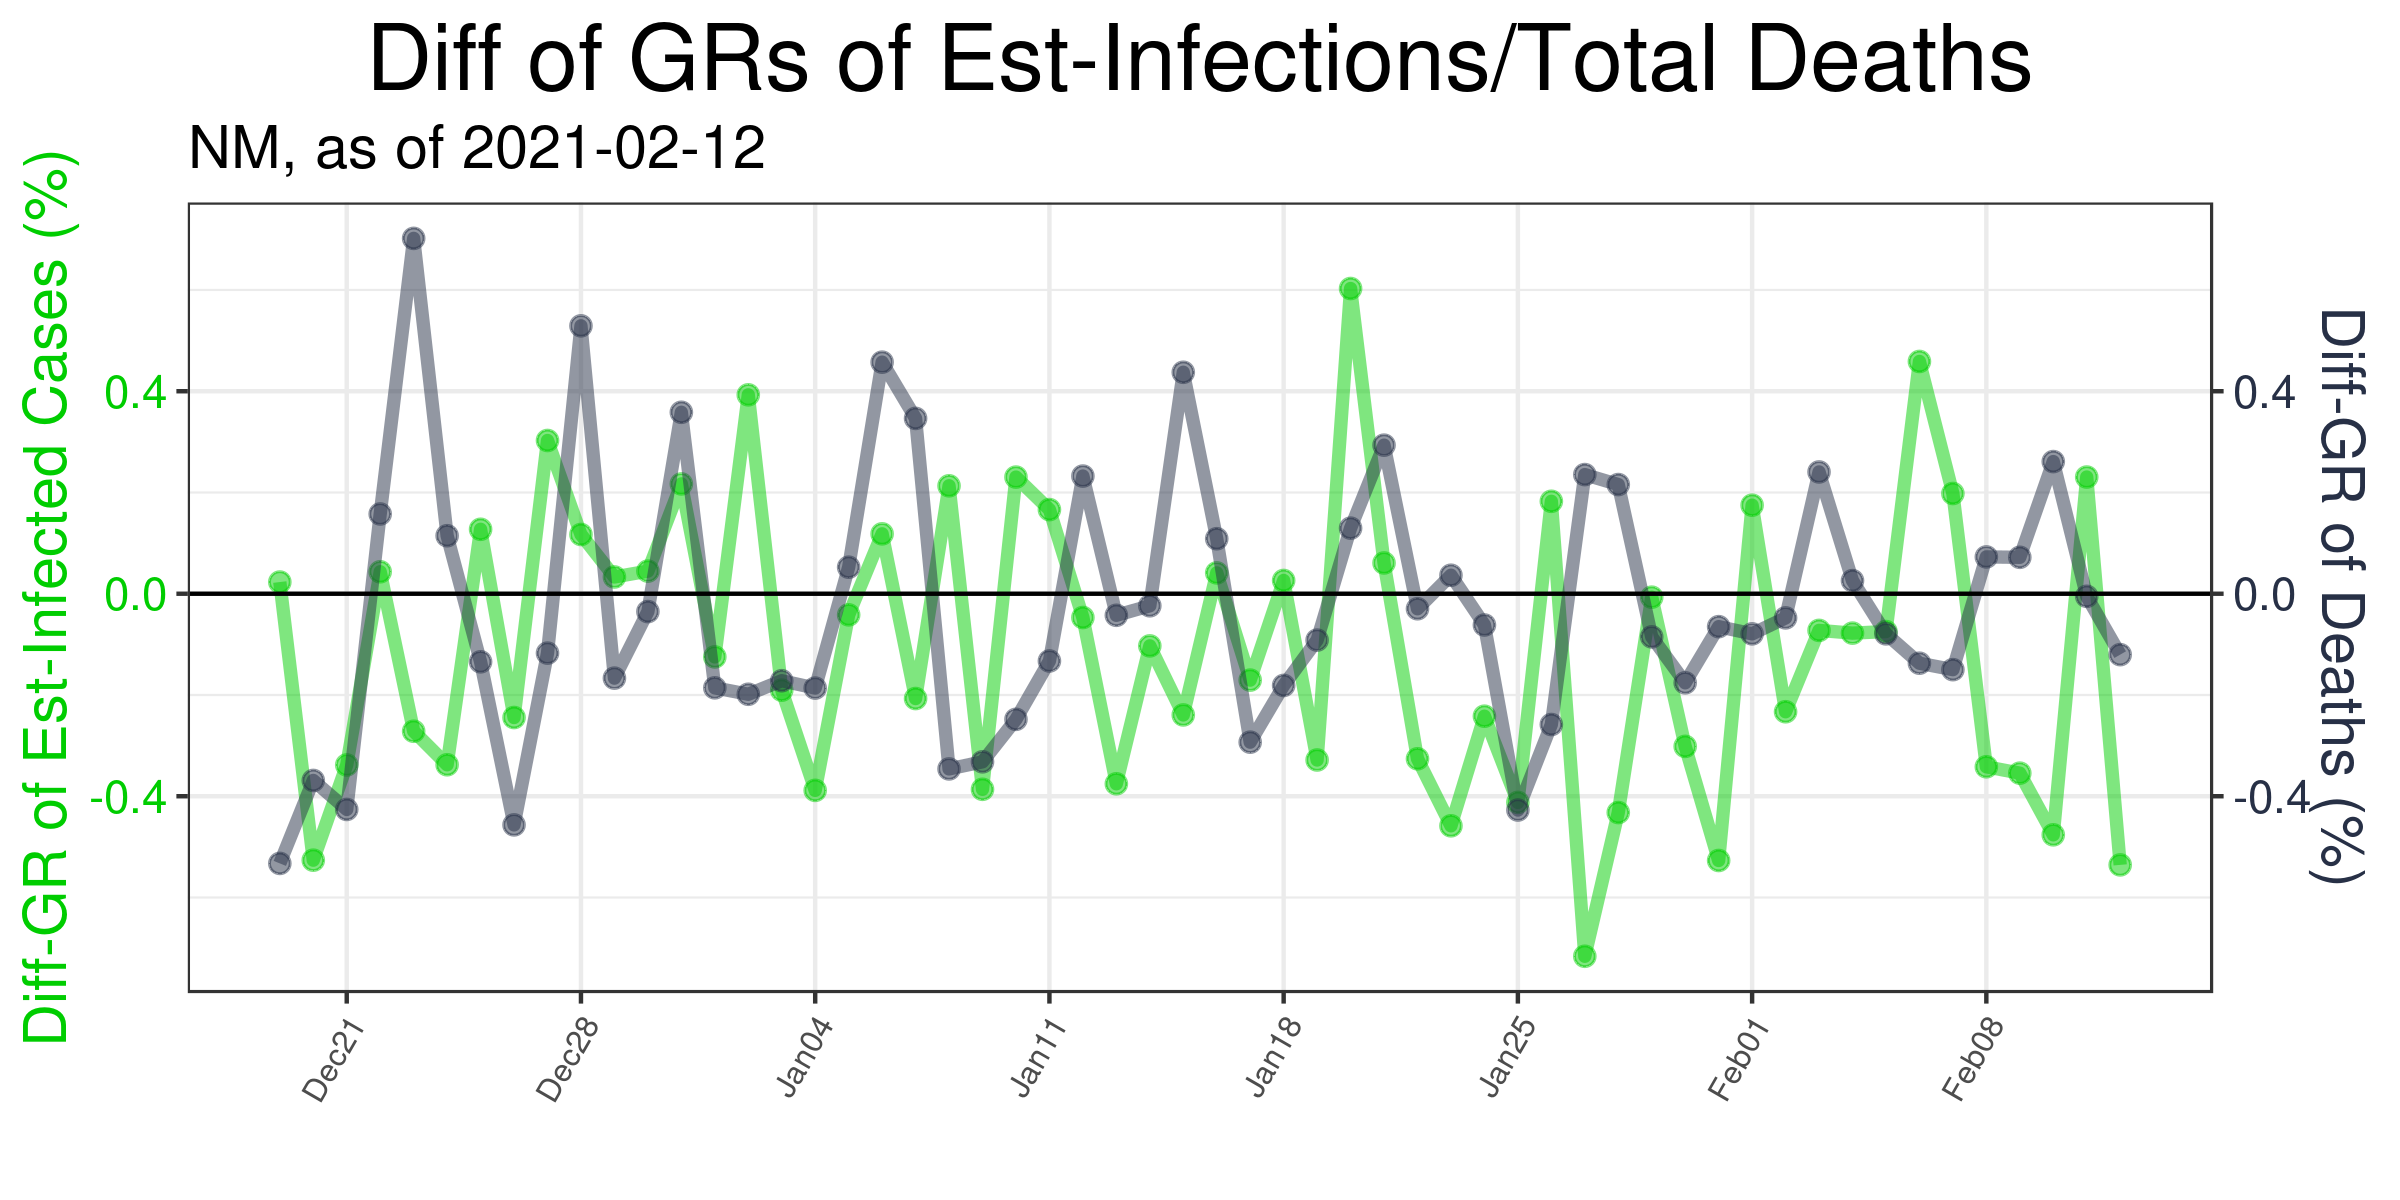 Diff of GRs of Est-Infections/Total Deaths
NM, as of 2021-02-12
Diff-GR of Est-Infected Cases (%)
0.4
0.0
-0.4
0.4
0.0
-0.4
Diff-GR of Deaths (%)
Dec21
Dec28
Jan04
Jan11
Jan18
Jan25
Feb01
Feb08